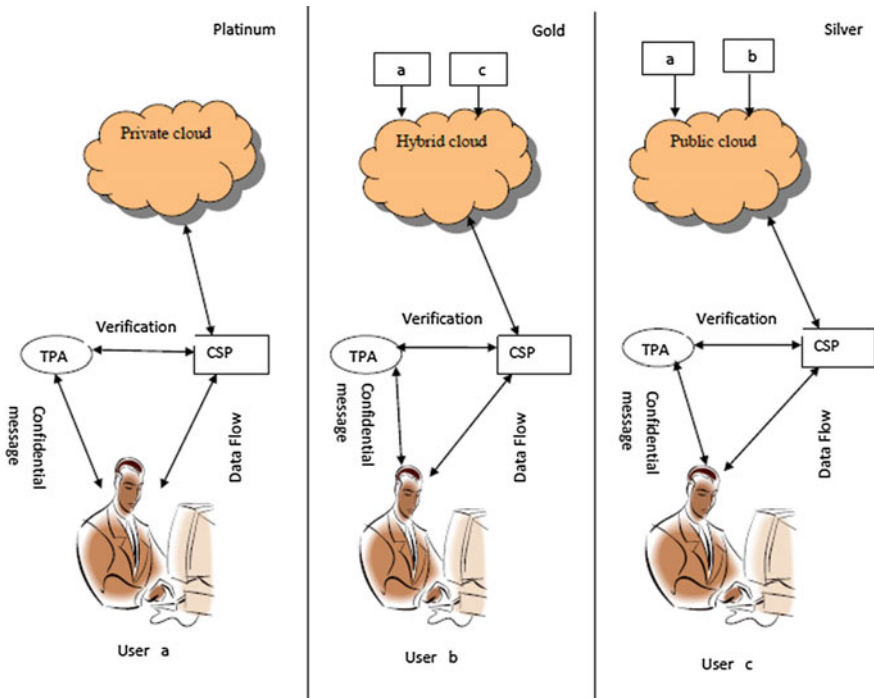 Platinum
Private cloud
Verification
TPA
CSP
Confidential
message
Data Flow
User a
Gold
a
c
Hybrid cloud
Verification
TPA
CSP
Confidential
message
Data Flow
User b
Silver
a
b
Public cloud
Verification
TPA
CSP
Confidential
message
Data Flow
User c